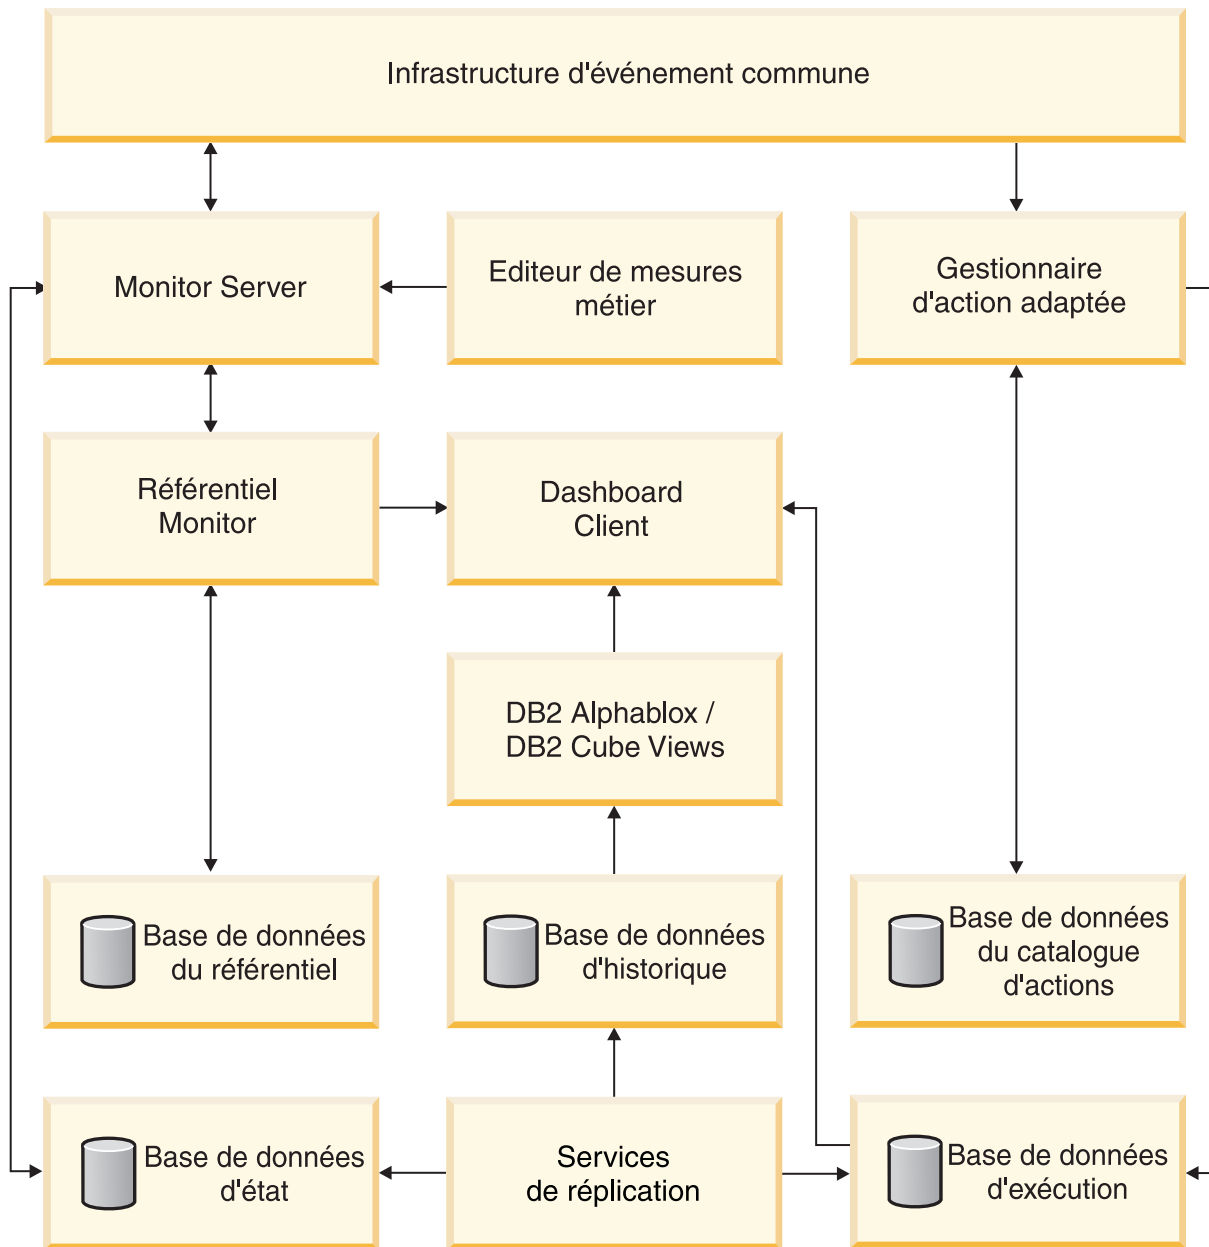 Infrastructure d'événement commune
Monitor Server
Editeur de mesures
métier
Gestionnaire
d'action adaptée
Référentiel
Monitor
Dashboard
Client
DB2 Alphablox /
DB2 Cube Views
Base de données
du référentiel
Base de données
d'historique
Base de données
du catalogue
d'actions
Base de données
d'état
Services
de réplication
Base de données
d'exécution